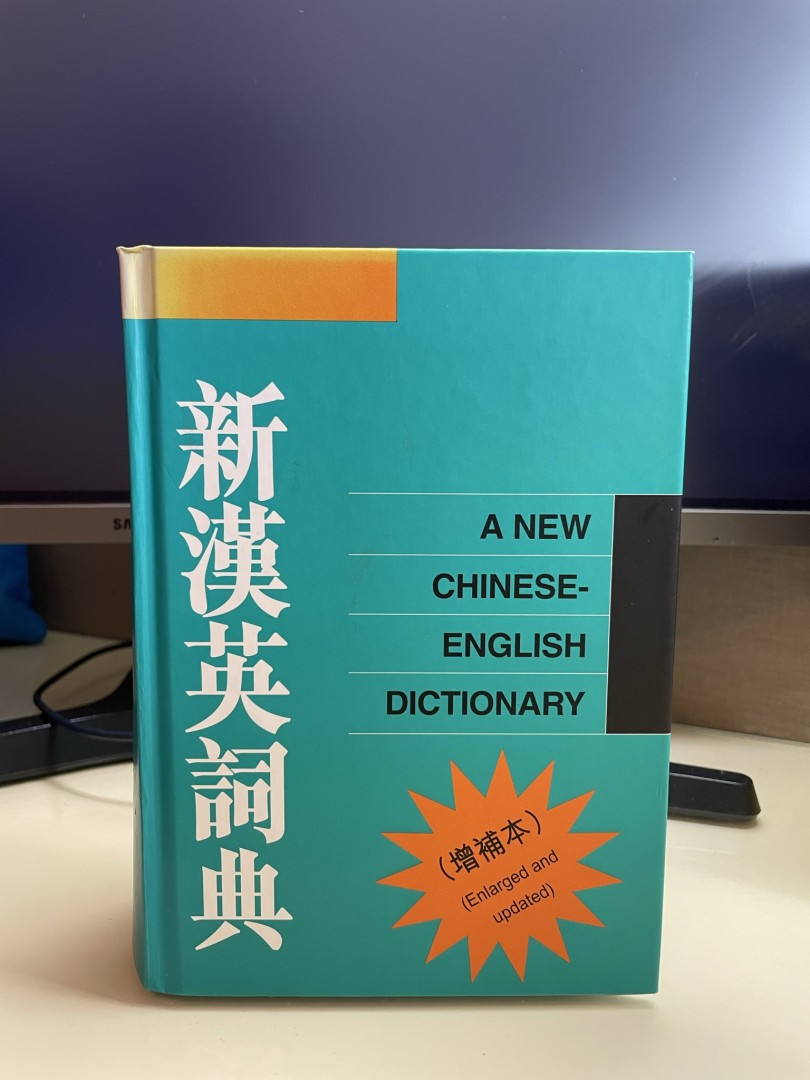 新漢英詞典
A NEW
CHINESE-
ENGLISH
DICTIONARY
(增補本)
(Enlarged and
updated)